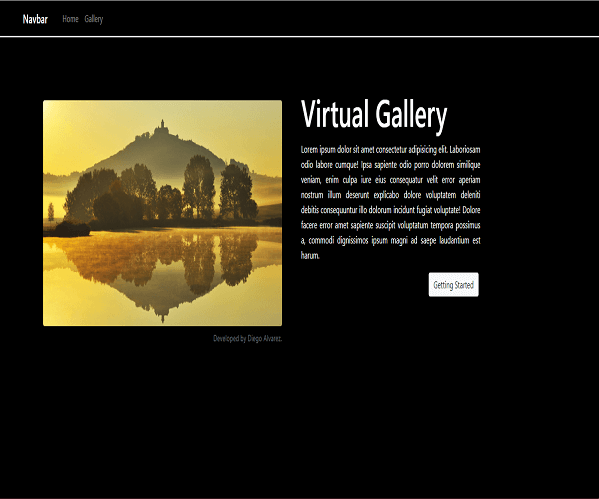 Navbar Home Gallery
Virtual Gallery
Lorem ipsum dolor sit amet consectetur adipisicing elit. Laboriosam
odio labore cumque! Ipsa sapiente odio porro dolorem similique
veniam, enim culpa iure eius consequatur velit error aperiam
nostrum illum deserunt explicabo dolore voluptatem deleniti
debitis consequuntur illo dolorum incidunt fugiat voluptate! Dolore
facere error amet sapiente suscipit voluptatum tempora possimus
a, commodi dignissimos ipsum magni ad saepe laudantium est
harum.
Getting Started
Developed by Diego Alvarez.